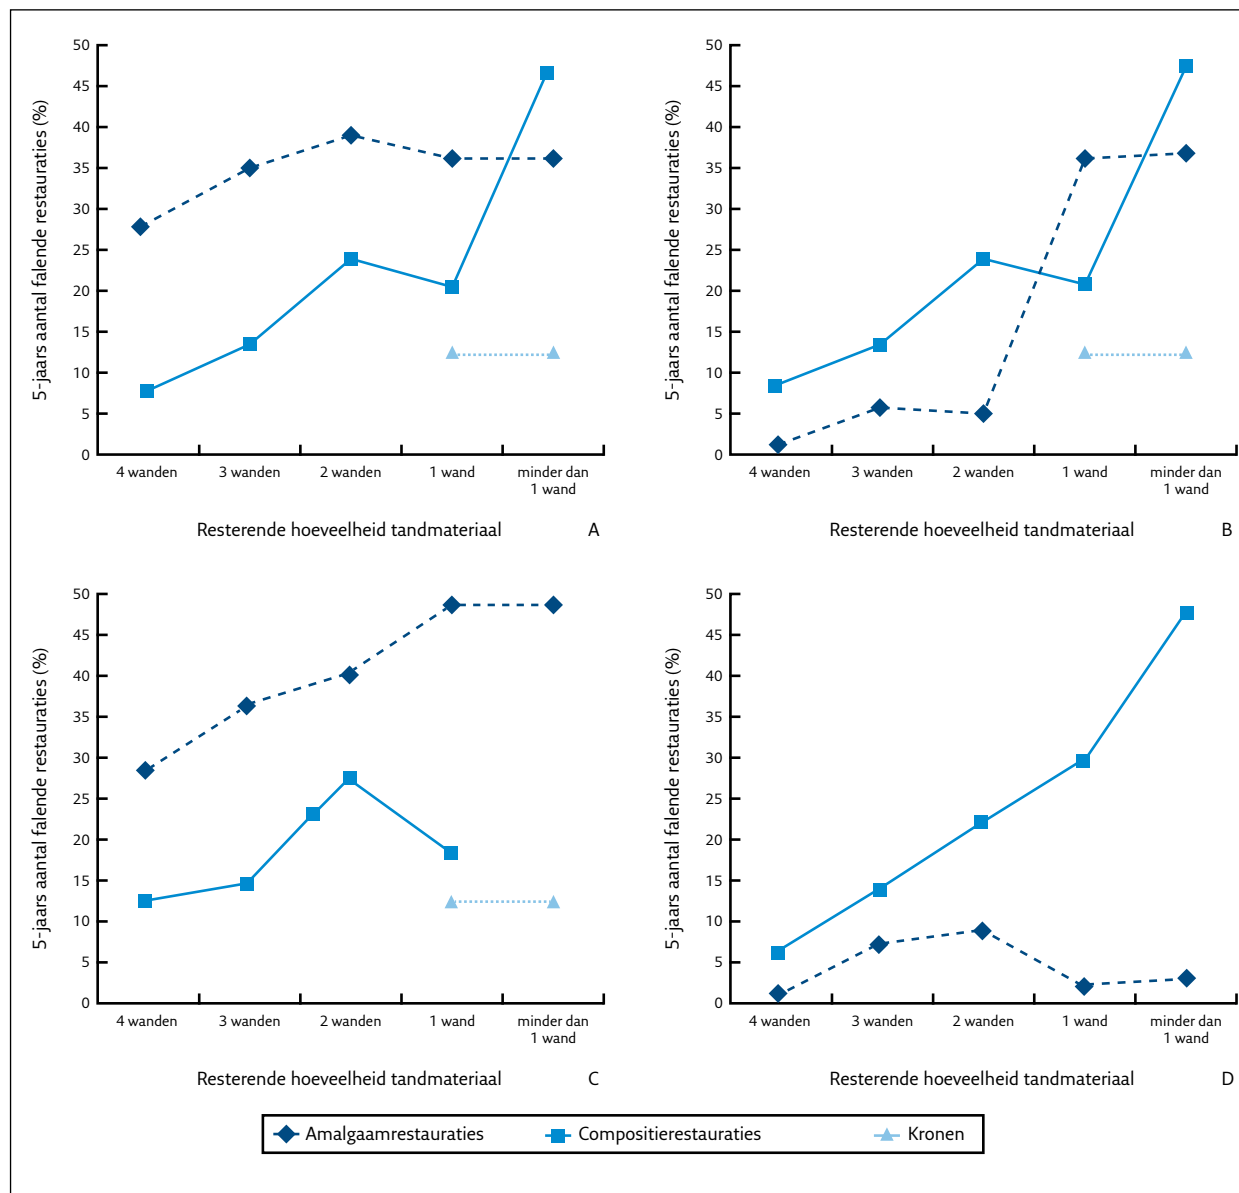 5-jaars aantal falende restauraties (%)
50
45
40
35
30
25
20
15
10
5
0
4 wanden
3 wanden
2 wanden
1 wand
minder dan
1 wand
Resterende hoeveelheid tandmateriaal
A
5-jaars aantal falende restauraties (%)
50
45
40
35
30
25
20
15
10
5
0
4 wanden
3 wanden
2 wanden
1 wand
minder dan
1 wand
Resterende hoeveelheid tandmateriaal
B
5-jaars aantal falende restauraties (%)
50
45
40
35
30
25
20
15
10
5
0
4 wanden
3 wanden
2 wanden
1 wand
minder dan
1 wand
Resterende hoeveelheid tandmateriaal
C
5-jaars aantal falende restauraties (%)
50
45
40
35
30
25
20
15
10
5
0
4 wanden
3 wanden
2 wanden
1 wand
minder dan
1 wand
Resterende hoeveelheid tandmateriaal
D
Amalgaamrestauraties
Compositierestauraties
Kronen